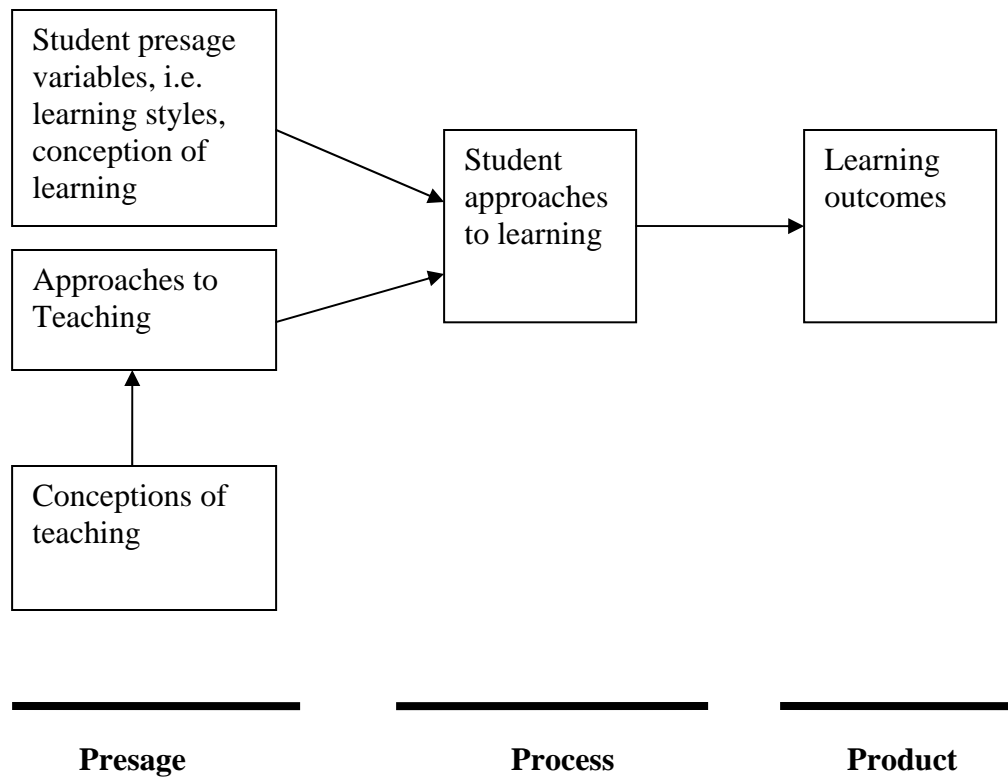 Student presage
variables, i.e.
learning styles,
conception of
learning
Student
approaches
to learning
Learning
outcomes
Approaches to
Teaching
Conceptions of
teaching
Presage
Process
Product